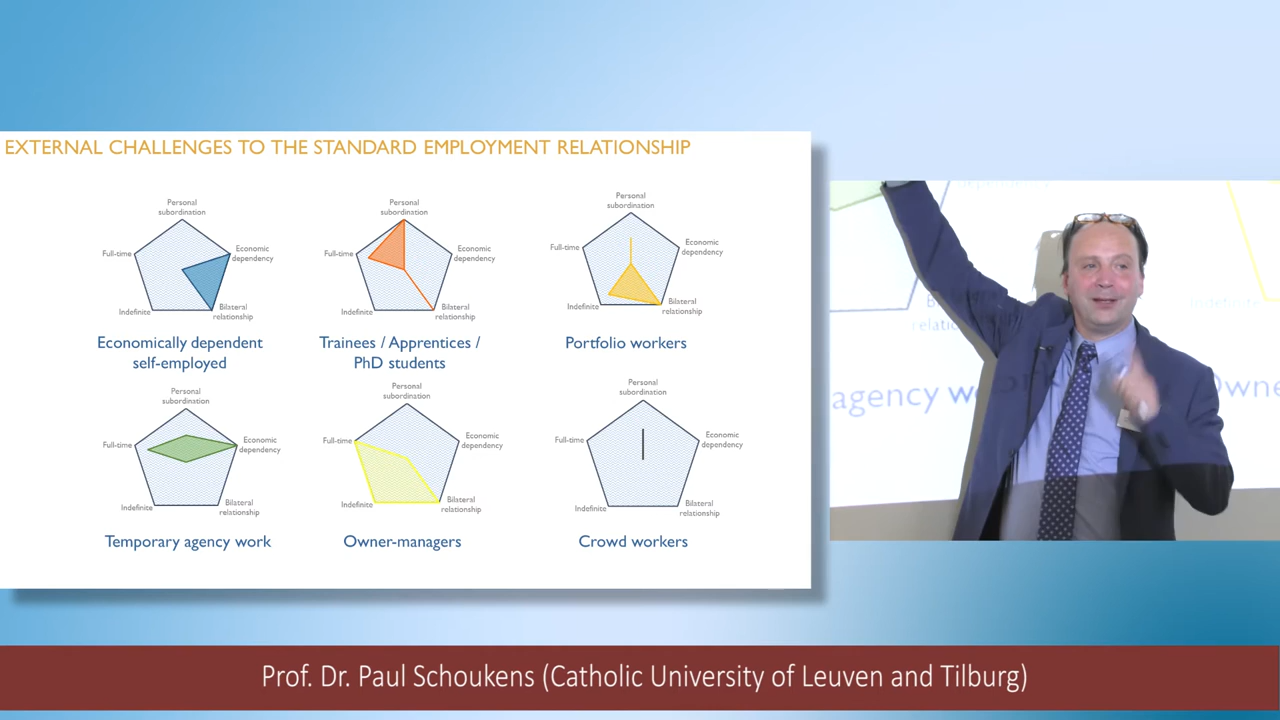 EXTERNAL CHALLENGES TO THE STANDARD EMPLOYMENT RELATIONSHIP
Personal
subordination
Full-time
Economic
dependency
Indefinite
Bilateral
relationship
Economically dependent
self-employed
Personal
subordination
Full-time
Economic
dependency
Indefinite
Bilateral
relationship
Trainees / Apprentices /
PhD students
Personal
subordination
Full-time
Economic
dependency
Indefinite
Bilateral
relationship
Portfolio workers
Personal
subordination
Full-time
Economic
dependency
Indefinite
Bilateral
relationship
Temporary agency work
Personal
subordination
Full-time
Economic
dependency
Indefinite
Bilateral
relationship
Owner-managers
Personal
subordination
Full-time
Economic
dependency
Indefinite
Bilateral
relationship
Crowd workers
Indefinite
agency
Prof. Dr. Paul Schoukens (Catholic University of Leuven and Tilburg)